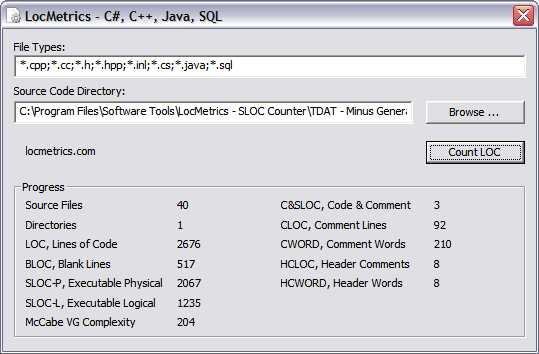 LocMetrics - C#, C++, Java, SQL
File Types:
*.cpp;*.cc;*.h;*.hpp;*.inl;*.cs;*.java;*.sql
Source Code Directory:
C:\Program Files\Software Tools\LocMetrics - SLOC Counter\TDAT - Minus Genera
Browse ...
locmetrics.com
Count LOC
Progress
Source Files 40 C&SLOC, Code & Comment 3
Directories 1 CLOC, Comment Lines 92
LOC, Lines of Code 2676 CWORD, Comment Words 210
BLOC, Blank Lines 517 HCLOC, Header Comments 8
SLOC-P, Executable Physical 2067 HCWORD, Header Words 8
SLOC-L, Executable Logical 1235
McCabe VG Complexity 204